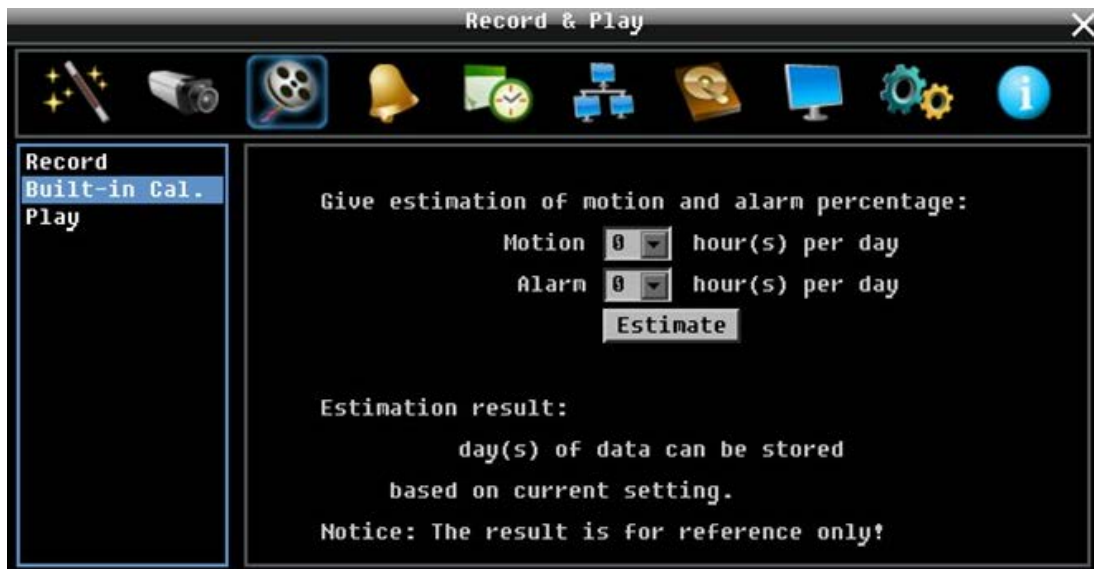 Record & Play
Record
Built-in Cal.
Play
Give estimation of motion and alarm percentage:
Motion 0 hour(s) per day
Alarm 0 hour(s) per day
Estimate
Estimation result:
day(s) of data can be stored
based on current setting.
Notice: The result is for reference only!